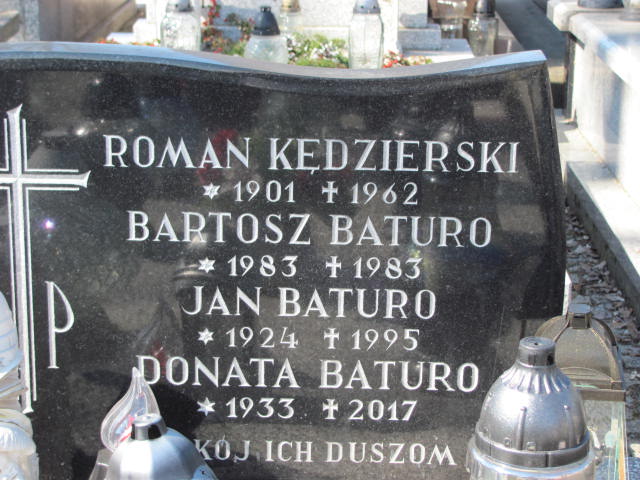 ROMAN KĘDZIERSKI
✶ 1901 ✝ 1962
BARTOSZ BATURO
✶ 1983 ✝ 1983
JAN BATURO
✶ 1924 ✝ 1995
DONATA BATURO
✶ 1933 ✝ 2017
KÓJ ICH DUSZOM
P